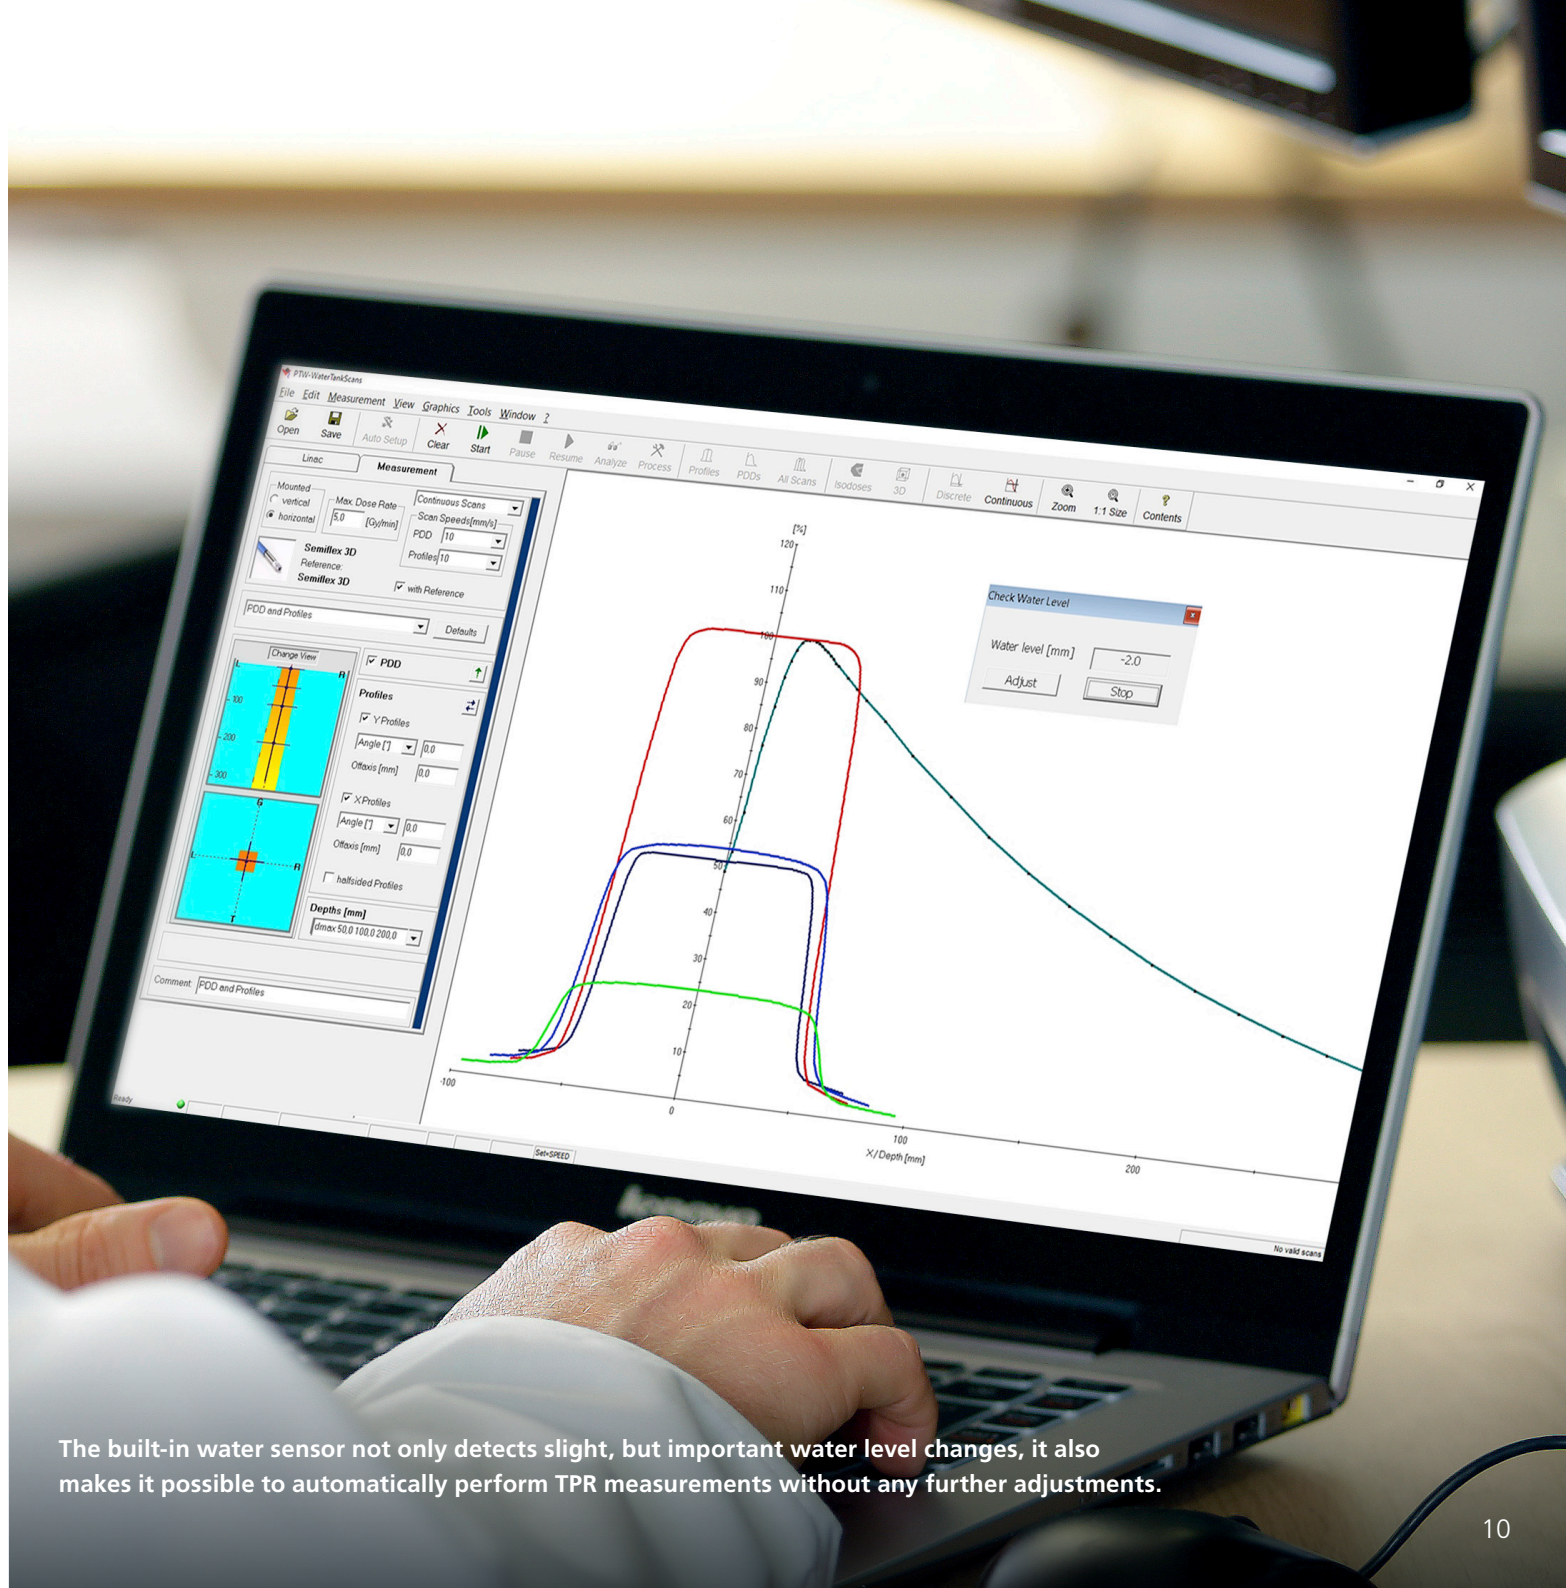 PTW-WaterTankScans
File Edit Measurement View Graphics Tools Window ?
Open Save Auto Setup Clear Start Pause Resume Analyze Process Profiles PDDs All Scans Isodoses 3D Discrete Continuous Zoom 1:1 Size Contents
Linac Measurement
Mounted
vertical
horizontal
Max. Dose Rate
5,0 [Gy/min]
Continuous Scans
Scan Speeds[mm/s]
PDD 10
Profiles 10
Semiflex 3D
Reference:
Semiflex 3D
with Reference
PDD and Profiles
Defaults
Change View
L R
- 100
- 200
- 300
G
L R
T
PDD
Profiles
Y Profiles
Angle [°] 0,0
Offaxis [mm] 0,0
X Profiles
Angle [°] 0,0
Offaxis [mm] 0,0
halfsided Profiles
Depths [mm]
dmax 50,0 100,0 200,0
Comment PDD and Profiles
Ready
Set=SPEED
No valid scans
[%]
120
110
100
90
80
70
60
50
40
30
20
10
-100 0 100 200
X/Depth [mm]
Check Water Level
Water level [mm] -2.0
Adjust Stop
lenovo
The built-in water sensor not only detects slight, but important water level changes, it also
makes it possible to automatically perform TPR measurements without any further adjustments.
10